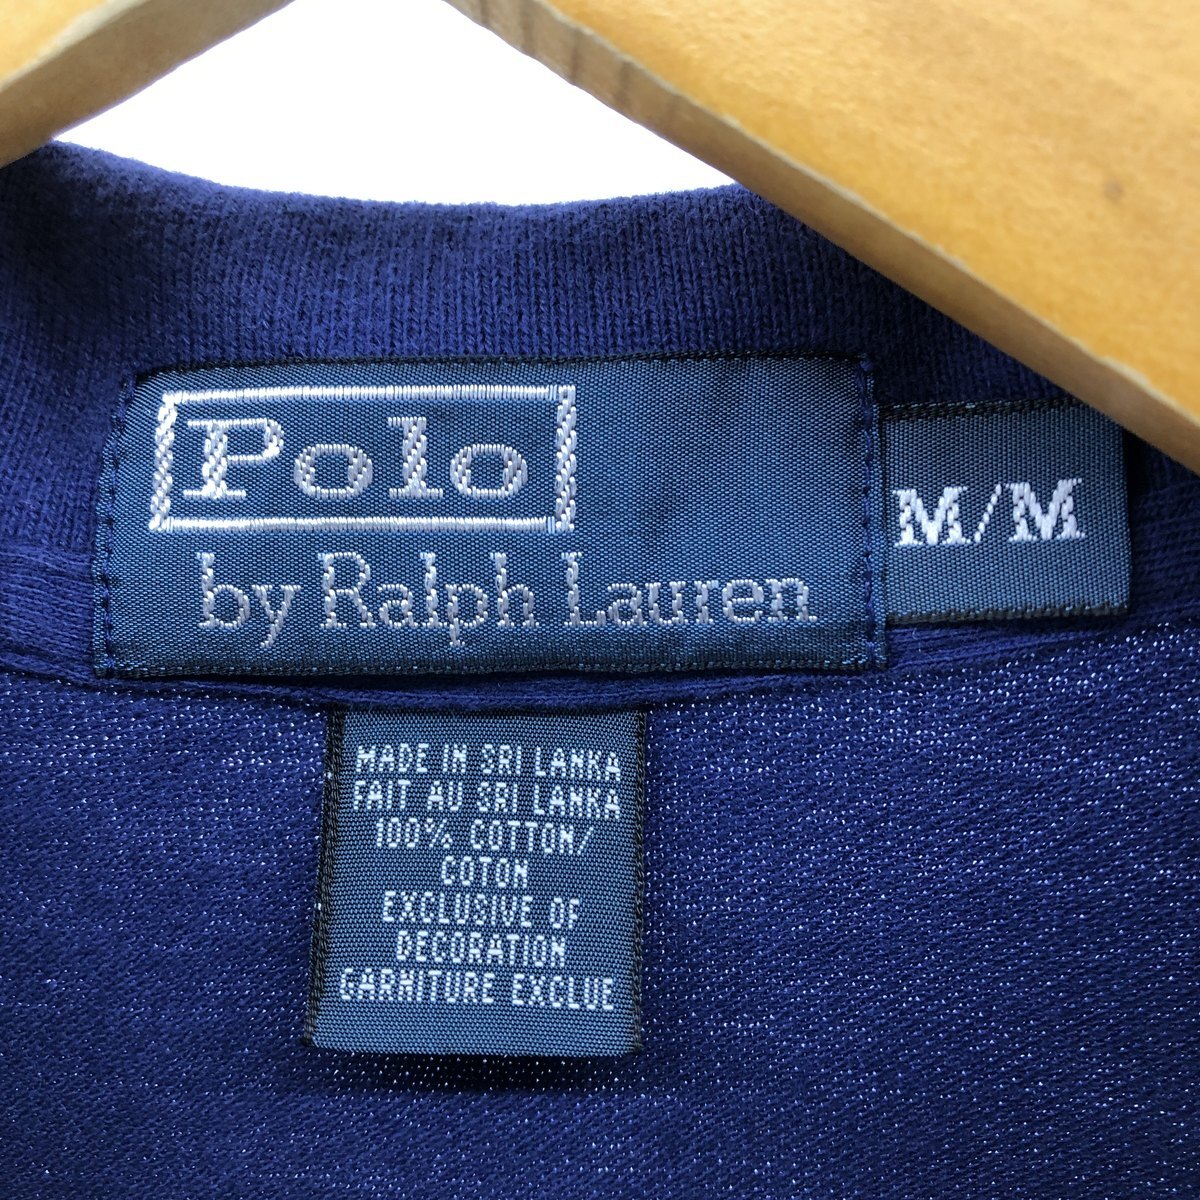 Polo
by Ralph Lauren
M/M
MADE IN SRI LANKA
FAIT AU SRI LANKA
100% COTTON/
COTON
EXCLUSIVE OF
DECORATION
GARNITURE EXCLUE